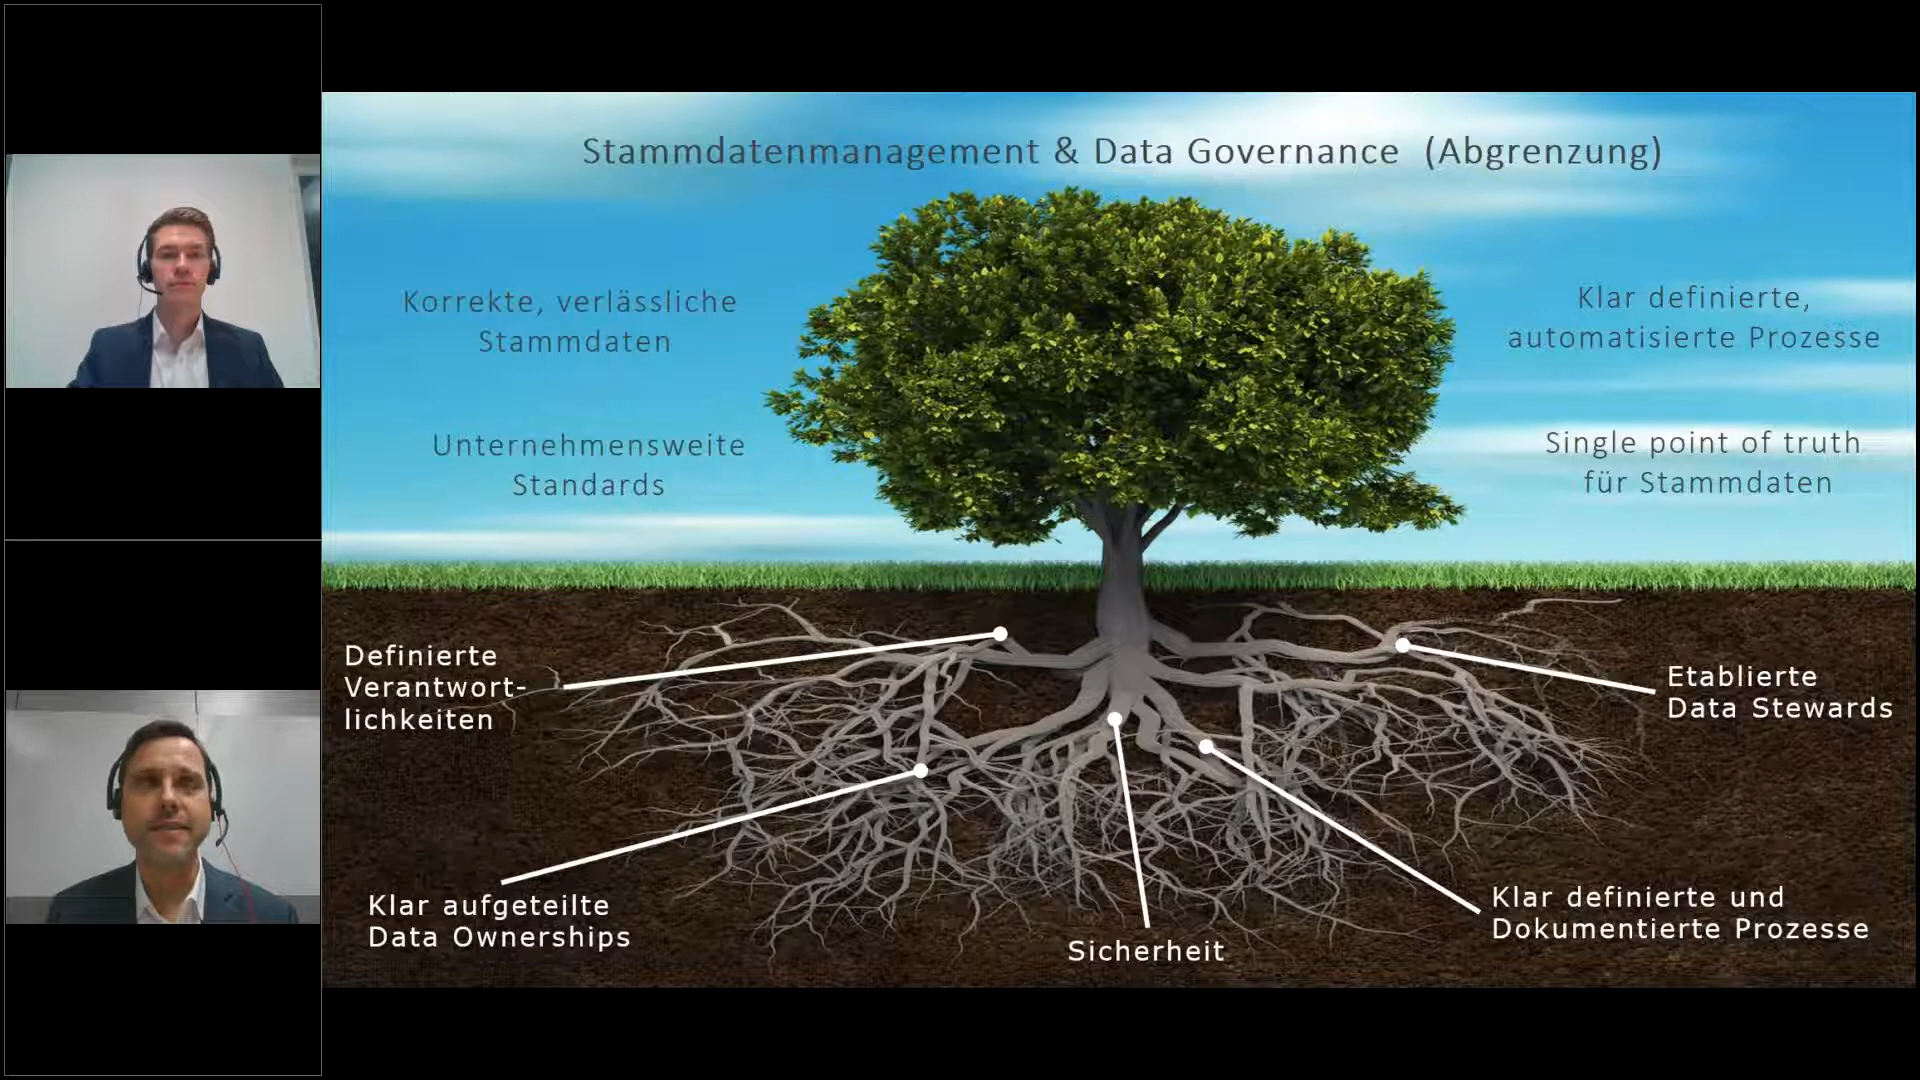 Stammdatenmanagement & Data Governance (Abgrenzung)
Korrekte, verlässliche
Stammdaten
Unternehmensweite
Standards
Klar definierte,
automatisierte Prozesse
Single point of truth
für Stammdaten
Definierte
Verantwort-
lichkeiten
Klar aufgeteilte
Data Ownerships
Sicherheit
Klar definierte und
Dokumentierte Prozesse
Etablierte
Data Stewards